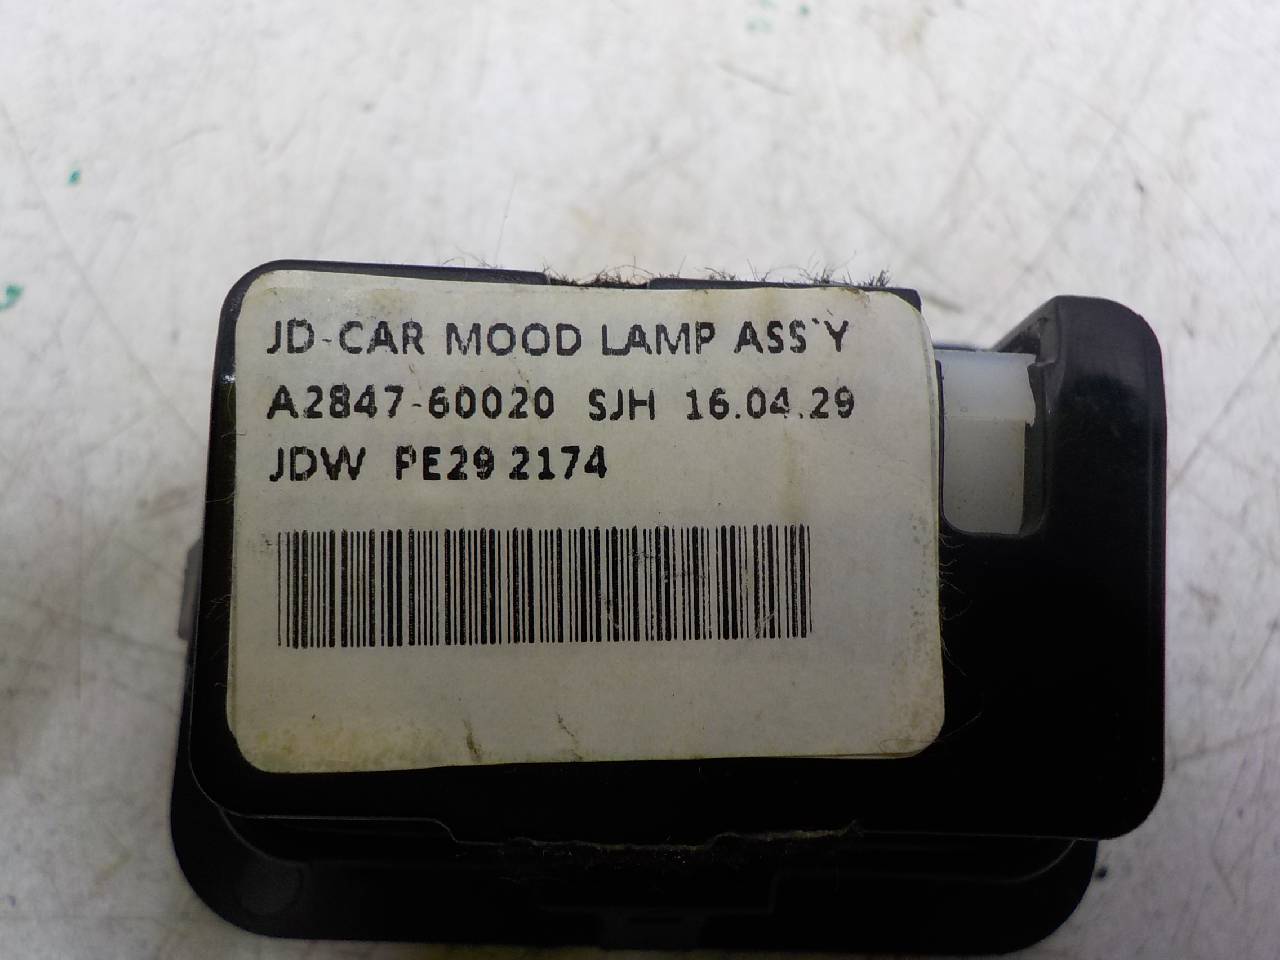 JD-CAR MOOD LAMP ASS`Y
A2847-60020 SJH 16.04.29
JDW PE29 2174